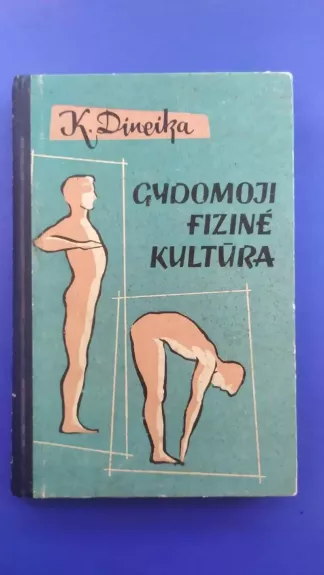 K. Dineika
GYDOMOJI
FIZINĖ
KULTŪRA